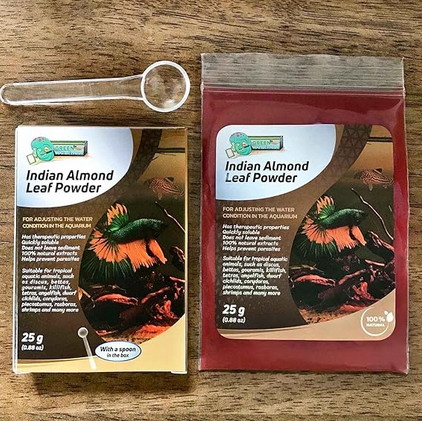 GREEN
Indian Almond
Leaf Powder
FOR ADJUSTING THE WATER
CONDITION IN THE AQUARIUM
Has therapeutic properties
Quickly soluble
Does not leave sediment
100% natural extracts
Helps prevent parasites
Suitable for tropical
aquatic animals, such
as discus, bettas,
gouramis, killifish,
tetras, angelfish, dwarf
cichlids, corydoras,
plecostomus, rasboras,
shrimps and many more
25 g
(0.88 oz)
With a spoon
in the box
GREEN
Indian Almond
Leaf Powder
FOR ADJUSTING THE WATER
CONDITION IN THE AQUARIUM
Has therapeutic properties
Quickly soluble
Does not leave sediment
100% natural extracts
Helps prevent parasites
Suitable for tropical
aquatic animals, such as discus,
bettas, gouramis, killifish,
tetras, angelfish, dwarf
cichlids, corydoras,
plecostomus, rasboras,
shrimps and many more
25 g
(0.88 oz)
100%
NATURAL